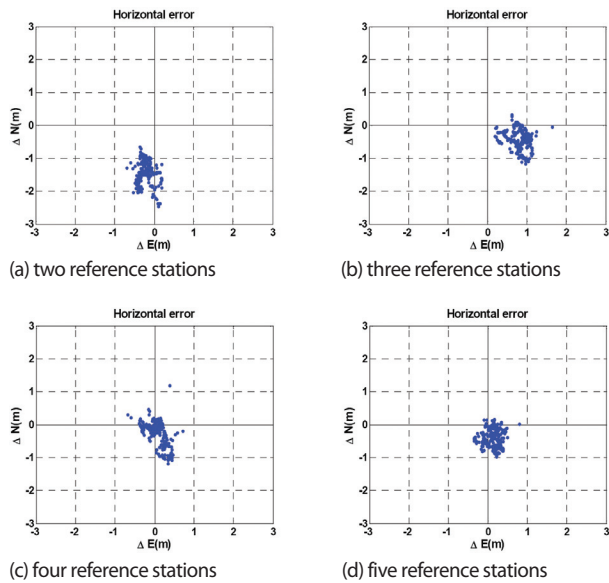 Horizontal error
3
2
1
0
-1
-2
-3
Δ N(m)
-3 -2 -1 0 1 2 3
Δ E(m)
(a) two reference stations
Horizontal error
3
2
1
0
-1
-2
-3
Δ N(m)
-3 -2 -1 0 1 2 3
Δ E(m)
(b) three reference stations
Horizontal error
3
2
1
0
-1
-2
-3
Δ N(m)
-3 -2 -1 0 1 2 3
Δ E(m)
(c) four reference stations
Horizontal error
3
2
1
0
-1
-2
-3
Δ N(m)
-3 -2 -1 0 1 2 3
Δ E(m)
(d) five reference stations